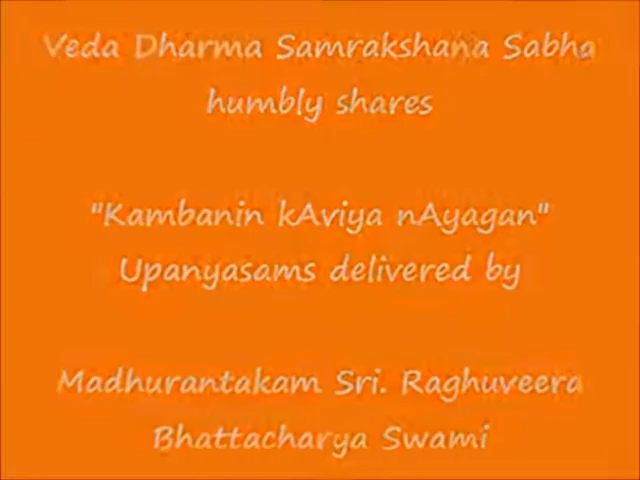 Veda Dharma Samrakshana Sabha
humbly shares
"Kambanin kAviya nAyagan"
Upanyasams delivered by
Madhurantakam Sri. Raghuveera
Bhattacharya Swami